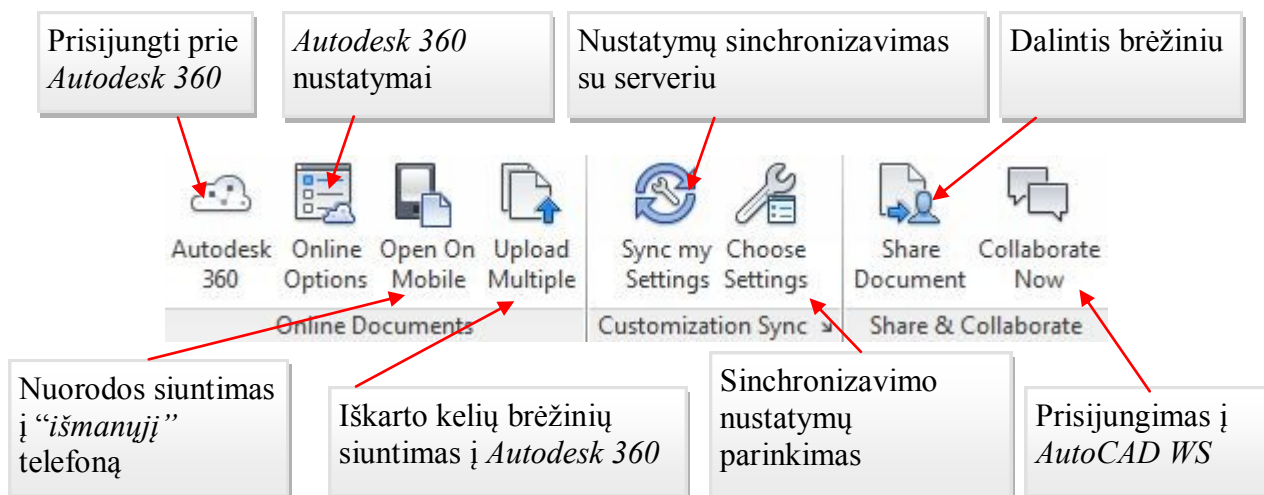 Prisijungti prie
Autodesk 360
Autodesk 360
nustatymai
Nustatymų sinchronizavimas
su serveriu
Dalintis brėžiniu
Autodesk
360
Online
Options
Open On
Mobile
Upload
Multiple
Sync my
Settings
Choose
Settings
Share
Document
Collaborate
Now
Online Documents
Customization Sync
Share & Collaborate
Nuorodos siuntimas
į “išmanųjį”
telefoną
Iškarto kelių brėžinių
siuntimas į Autodesk 360
Sinchronizavimo
nustatymų
parinkimas
Prisijungimas į
AutoCAD WS